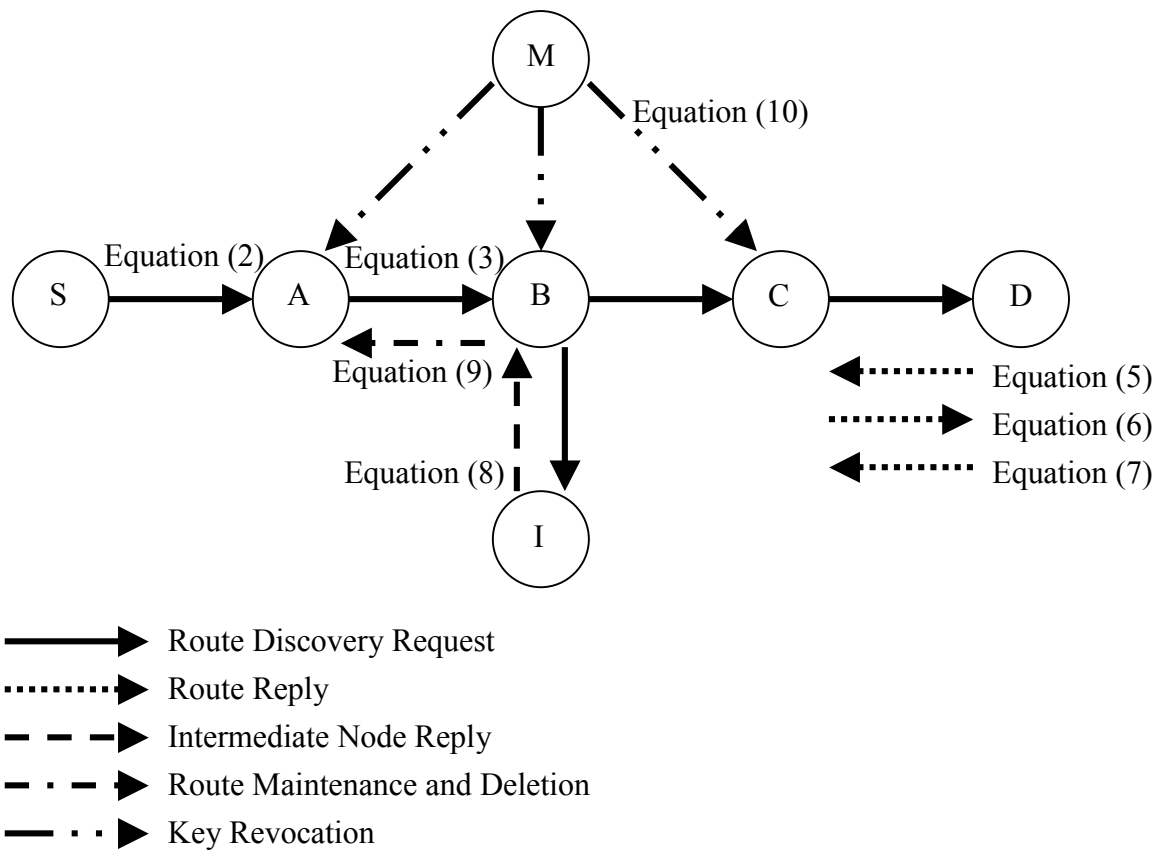 M
Equation (10)
Equation (2)
Equation (3)
S
A
B
C
D
Equation (9)
Equation (5)
Equation (6)
Equation (8)
Equation (7)
I
Route Discovery Request
Route Reply
Intermediate Node Reply
Route Maintenance and Deletion
Key Revocation